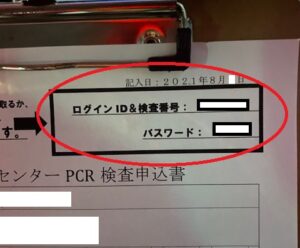 記入日：2021年8月 日
取るか、
ログイン ID＆検査番号：
す。
パスワード：
センター PCR 検査申込書